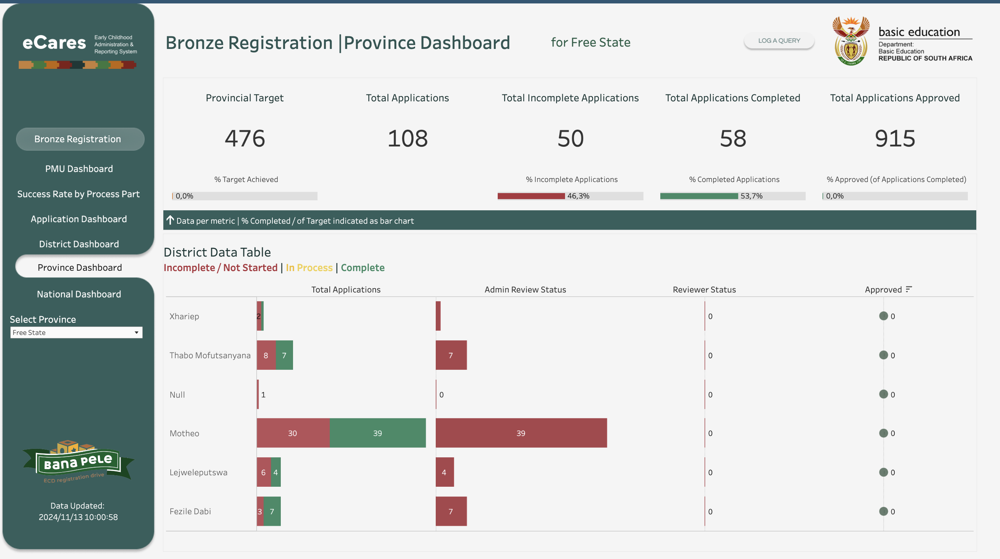 eCares
Early Childhood
Administration &
Reporting System
Bronze Registration
PMU Dashboard
Success Rate by Process Part
Application Dashboard
District Dashboard
Province Dashboard
National Dashboard
Select Province
Free State
Bana Pele
ECD registration drive
Data Updated:
2024/11/13 10:00:58
Bronze Registration |Province Dashboard
for Free State
LOG A QUERY
basic education
Department:
Basic Education
REPUBLIC OF SOUTH AFRICA
Provincial Target
Total Applications
Total Incomplete Applications
Total Applications Completed
Total Applications Approved
476
108
50
58
915
% Target Achieved
% Incomplete Applications
% Completed Applications
% Approved (of Applications Completed)
0,0%
46,3%
53,7%
0,0%
Data per metric | % Completed / of Target indicated as bar chart
District Data Table
Incomplete / Not Started | In Process | Complete
Total Applications
Admin Review Status
Reviewer Status
Approved
Xhariep
2
0
0
Thabo Mofutsanyana
8
7
7
0
0
Null
1
0
0
0
Motheo
30
39
39
0
0
Lejweleputswa
6
4
4
0
0
Fezile Dabi
3
7
7
0
0